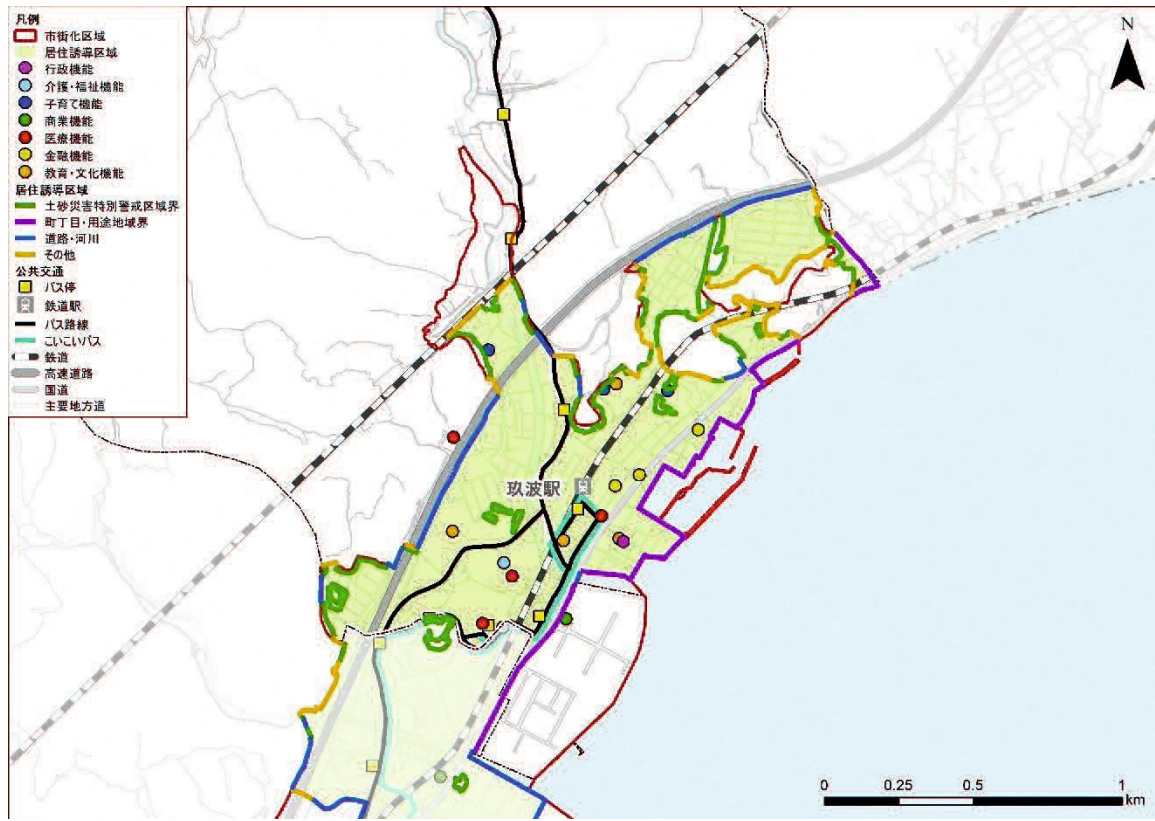 凡例
市街化区域
居住誘導区域
行政機能
介護・福祉機能
子育て機能
商業機能
医療機能
金融機能
教育・文化機能
居住誘導区域
土砂災害特別警戒区域界
町丁目・用途地域界
道路・河川
その他
公共交通
バス停
鉄道駅
バス路線
こいこいバス
鉄道
高速道路
国道
主要地方道
N
玖波駅
0 0.25 0.5 1
km